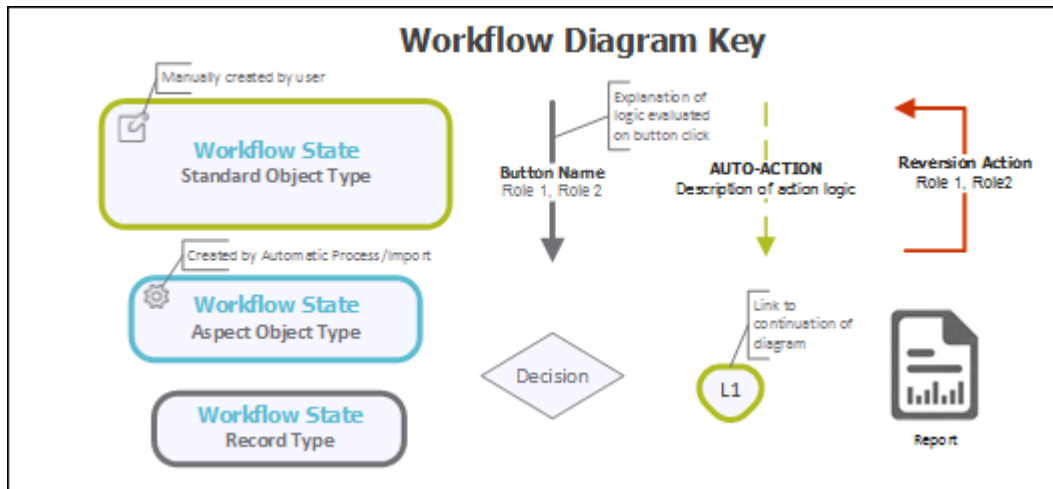 Workflow Diagram Key
Manually created by user
Workflow State
Standard Object Type
Explanation of
logic evaluated
on button click
Button Name
Role 1, Role 2
AUTO-ACTION
Description of action logic
Reversion Action
Role 1, Role2
Created by Automatic Process/Import
Workflow State
Aspect Object Type
Decision
Link to
continuation of
diagram
L1
Report
Workflow State
Record Type